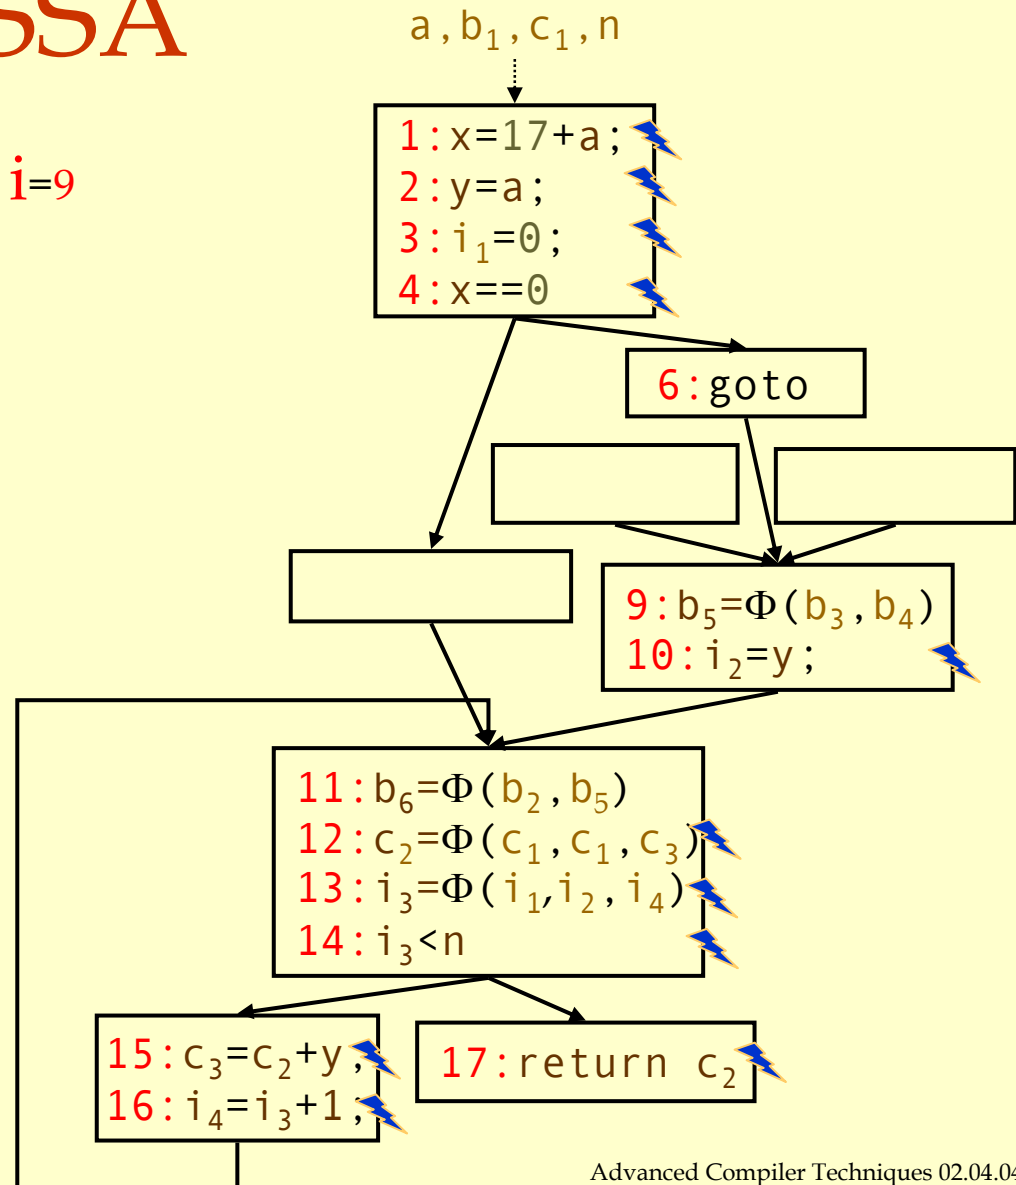 SSA
a,b₁,c₁,n
i=9
1:x=17+a;
2:y=a;
3:i₁=0;
4:x==0
6:goto
9:b₅=Φ(b₃,b₄)
10:i₂=y;
11:b₆=Φ(b₂,b₅)
12:c₂=Φ(c₁,c₁,c₃)
13:i₃=Φ(i₁,i₂,i₄)
14:i₃<n
15:c₃=c₂+y;
16:i₄=i₃+1;
17:return c₂
Advanced Compiler Techniques 02.04.04